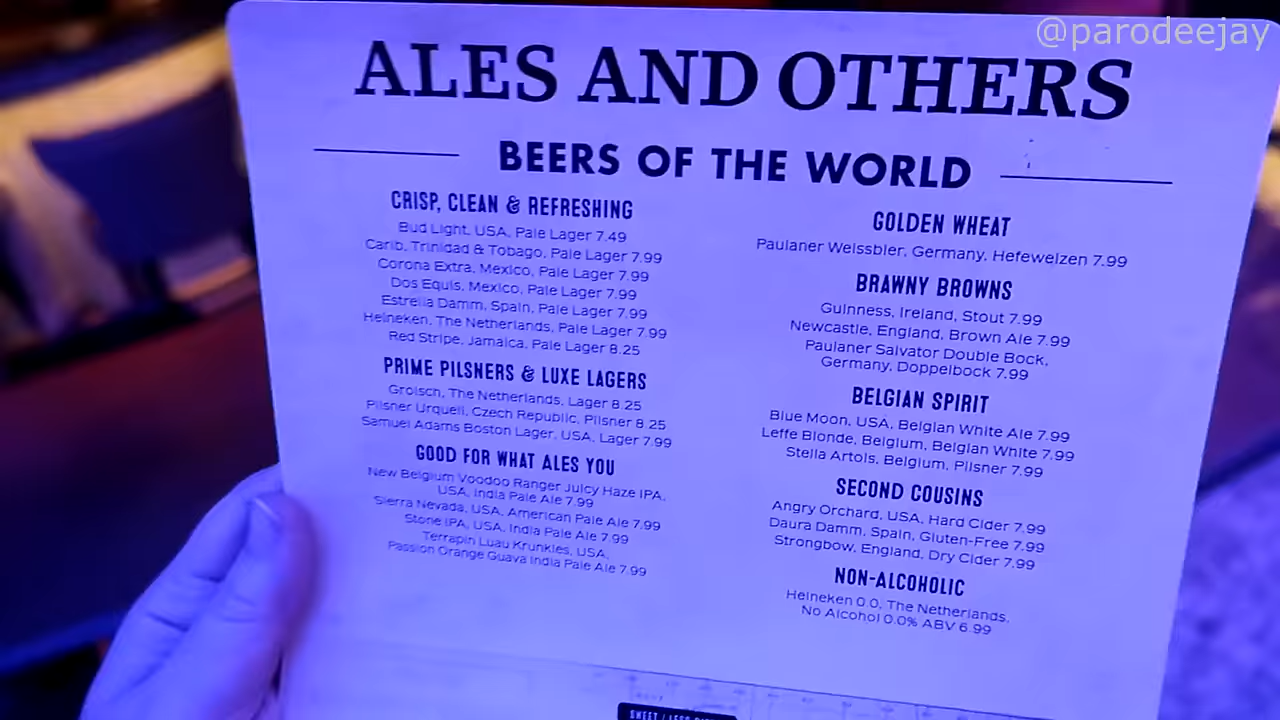 @parodeejay
ALES AND OTHERS
BEERS OF THE WORLD
CRISP, CLEAN & REFRESHING
Bud Light, USA, Pale Lager 7.49
Carib, Trinidad & Tobago, Pale Lager 7.99
Corona Extra, Mexico, Pale Lager 7.99
Dos Equis, Mexico, Pale Lager 7.99
Estrella Damm, Spain, Pale Lager 7.99
Heineken, The Netherlands, Pale Lager 7.99
Red Stripe, Jamaica, Pale Lager 8.25
PRIME PILSNERS & LUXE LAGERS
Grolsch, The Netherlands, Lager 8.25
Pilsner Urquell, Czech Republic, Pilsner 8.25
Samuel Adams Boston Lager, USA, Lager 7.99
GOOD FOR WHAT ALES YOU
New Belgium Voodoo Ranger Juicy Haze IPA,
USA, India Pale Ale 7.99
Sierra Nevada, USA, American Pale Ale 7.99
Stone IPA, USA, India Pale Ale 7.99
Terrapin Luau Krunkles, USA,
Passion Orange Guava India Pale Ale 7.99
GOLDEN WHEAT
Paulaner Weissbier, Germany, Hefeweizen 7.99
BRAWNY BROWNS
Guinness, Ireland, Stout 7.99
Newcastle, England, Brown Ale 7.99
Paulaner Salvator Double Bock,
Germany, Doppelbock 7.99
BELGIAN SPIRIT
Blue Moon, USA, Belgian White Ale 7.99
Leffe Blonde, Belgium, Belgian White 7.99
Stella Artois, Belgium, Pilsner 7.99
SECOND COUSINS
Angry Orchard, USA, Hard Cider 7.99
Daura Damm, Spain, Gluten-Free 7.99
Strongbow, England, Dry Cider 7.99
NON-ALCOHOLIC
Heineken 0.0, The Netherlands,
No Alcohol 0.0% ABV 6.99
SWEET / LESS